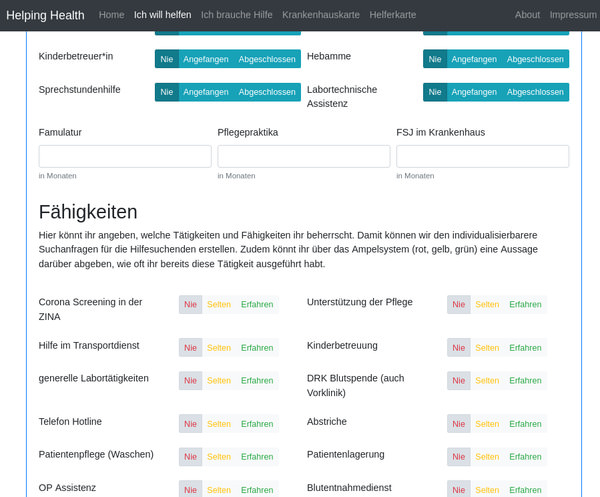 Helping Health Home Ich will helfen Ich brauche Hilfe Krankenhauskarte Helferkarte About Impressum
Kinderbetreuer*in Nie Angefangen Abgeschlossen Hebamme Nie Angefangen Abgeschlossen
Sprechstundenhilfe Nie Angefangen Abgeschlossen Labortechnische Nie Angefangen Abgeschlossen
Assistenz
Famulatur Pflegepraktika FSJ im Krankenhaus
in Monaten in Monaten in Monaten
Fähigkeiten
Hier könnt ihr angeben, welche Tätigkeiten und Fähigkeiten ihr beherrscht. Damit können wir den individualisierbarere
Suchanfragen für die Hilfesuchenden erstellen. Zudem könnt ihr über das Ampelsystem (rot, gelb, grün) eine Aussage
darüber abgeben, wie oft ihr bereits diese Tätigkeit ausgeführt habt.
Corona Screening in der Nie Selten Erfahren Unterstützung der Pflege Nie Selten Erfahren
ZINA
Hilfe im Transportdienst Nie Selten Erfahren Kinderbetreuung Nie Selten Erfahren
generelle Labortätigkeiten Nie Selten Erfahren DRK Blutspende (auch Nie Selten Erfahren
Vorklinik)
Telefon Hotline Nie Selten Erfahren Abstriche Nie Selten Erfahren
Patientenpflege (Waschen) Nie Selten Erfahren Patientenlagerung Nie Selten Erfahren
OP Assistenz Nie Selten Erfahren Blutentnahmedienst Nie Selten Erfahren